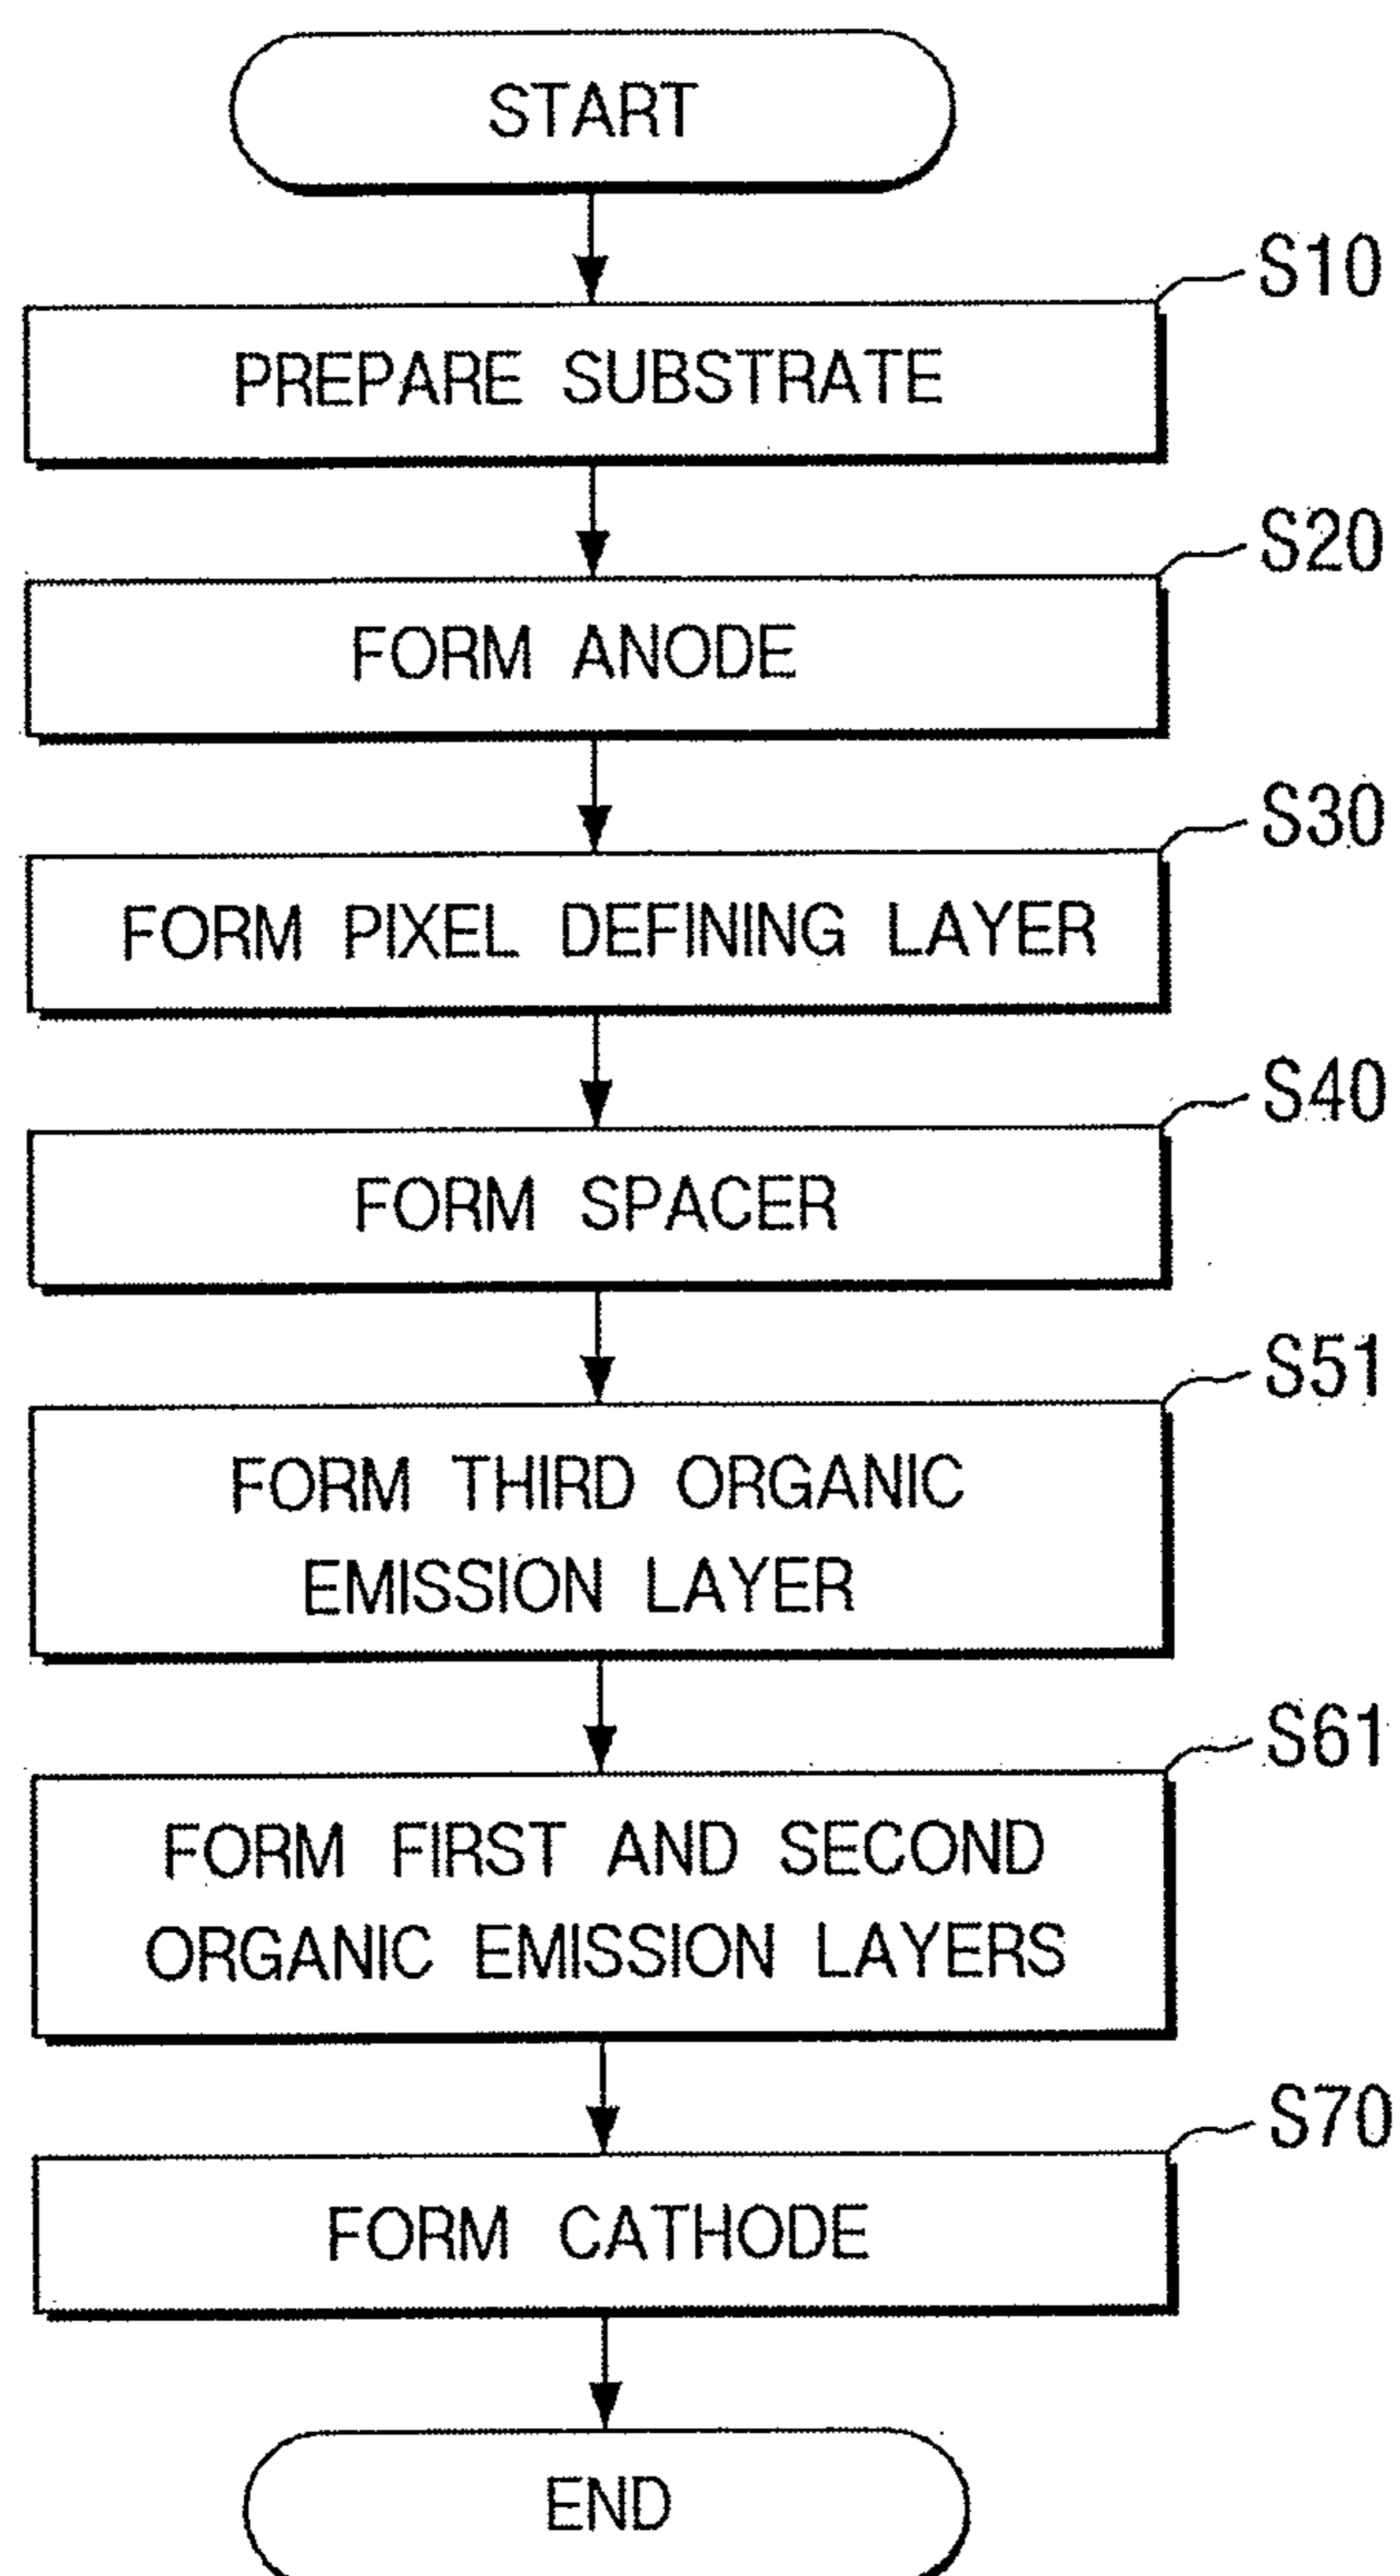 START
S10
PREPARE SUBSTRATE
S20
FORM ANODE
S30
FORM PIXEL DEFINING LAYER
S40
FORM SPACER
S51
FORM THIRD ORGANIC
EMISSION LAYER
S61
FORM FIRST AND SECOND
ORGANIC EMISSION LAYERS
S70
FORM CATHODE
END